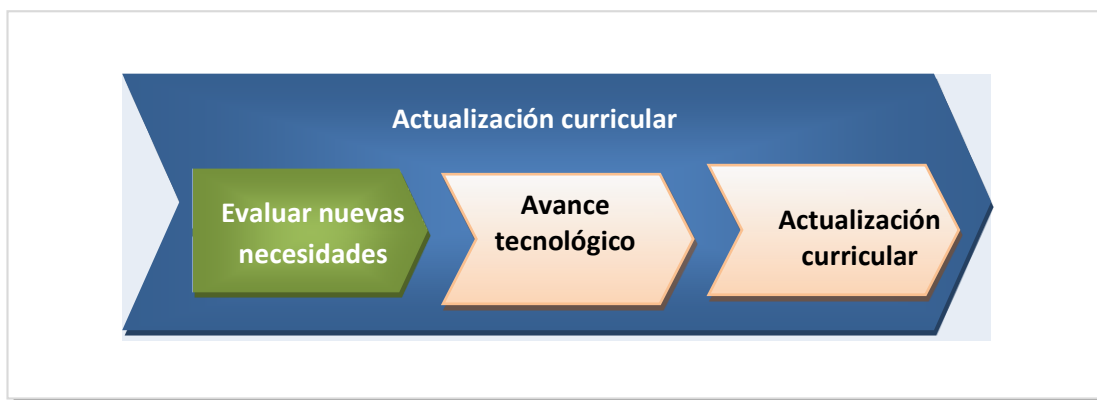 Actualización curricular
Evaluar nuevas
necesidades
Avance
tecnológico
Actualización
curricular